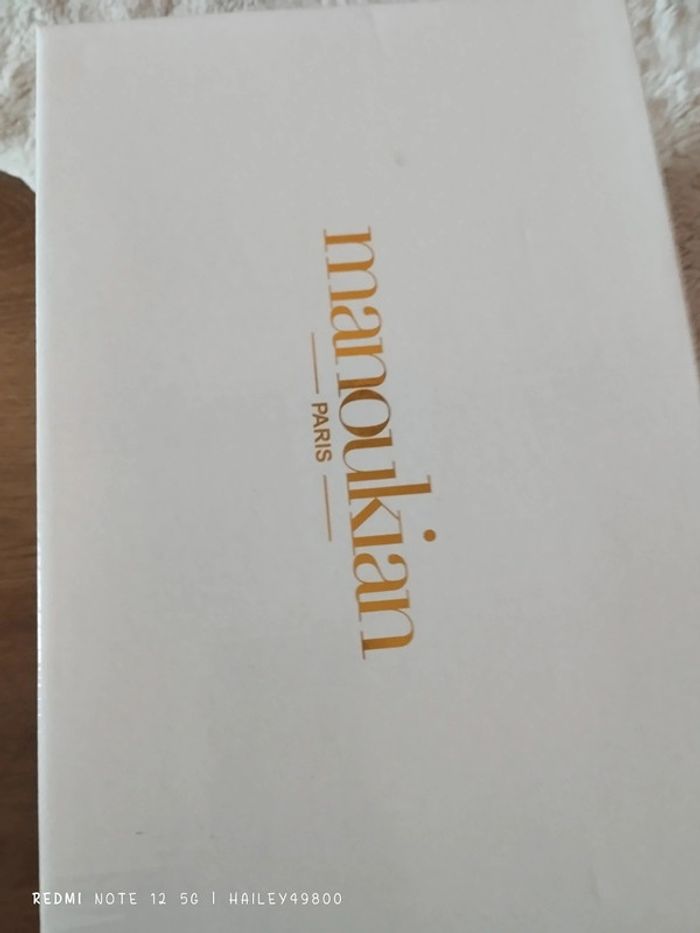 manoukian
PARIS
REDMI NOTE 12 5G | HAILEY49800